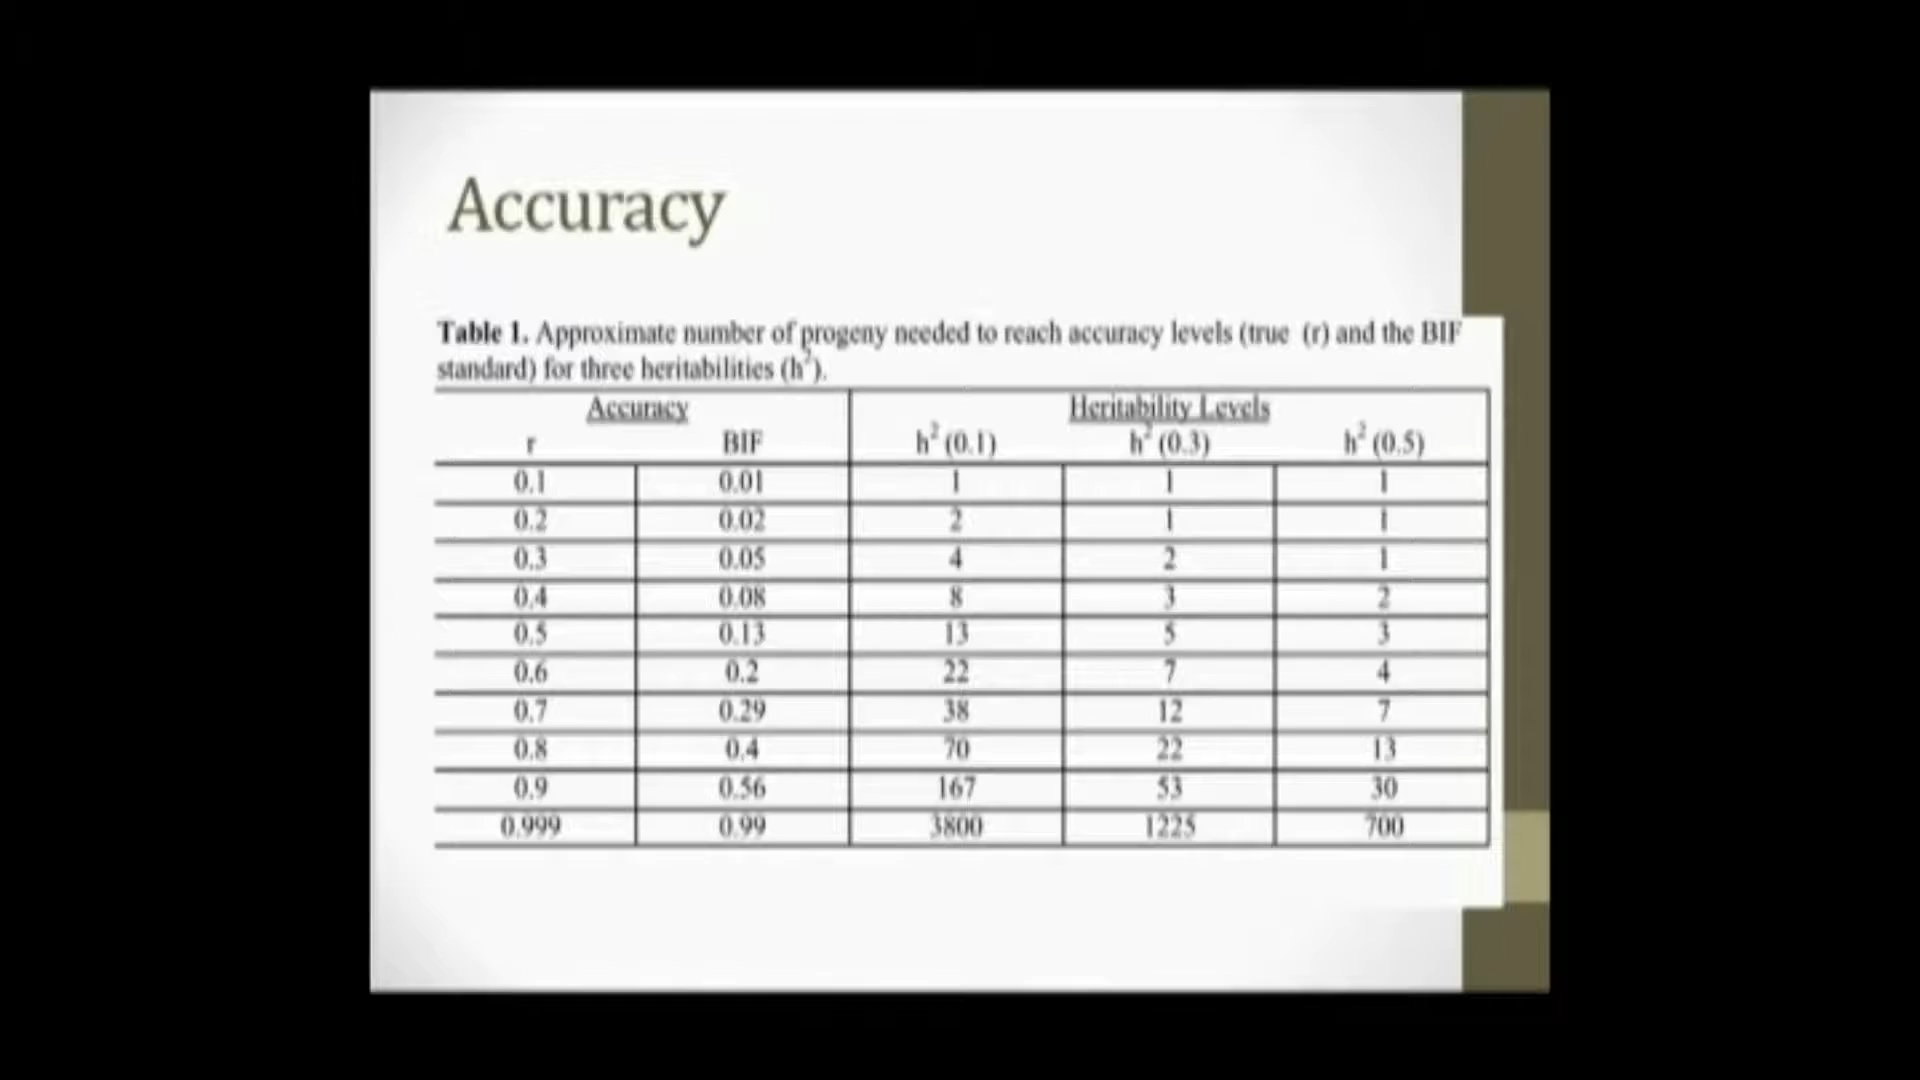 Accuracy
Table 1. Approximate number of progeny needed to reach accuracy levels (true (r) and the BIF
standard) for three heritabilities (h²).
Accuracy Heritability Levels
r BIF h² (0.1) h² (0.3) h² (0.5)
0.1 0.01 1 1 1
0.2 0.02 2 1 1
0.3 0.05 4 2 1
0.4 0.08 8 3 2
0.5 0.13 13 5 3
0.6 0.2 22 7 4
0.7 0.29 38 12 7
0.8 0.4 70 22 13
0.9 0.56 167 53 30
0.999 0.99 3800 1225 700